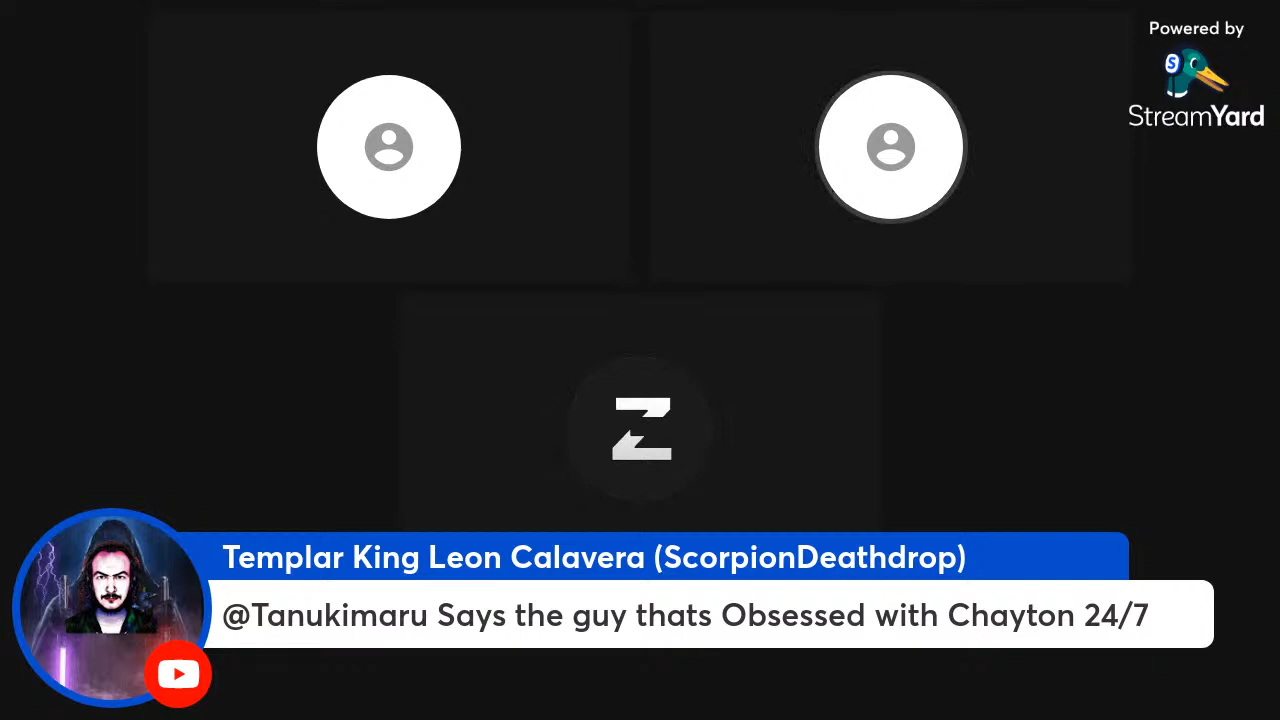 Powered by
S
StreamYard
Z
Templar King Leon Calavera (ScorpionDeathdrop)
@Tanukimaru Says the guy thats Obsessed with Chayton 24/7